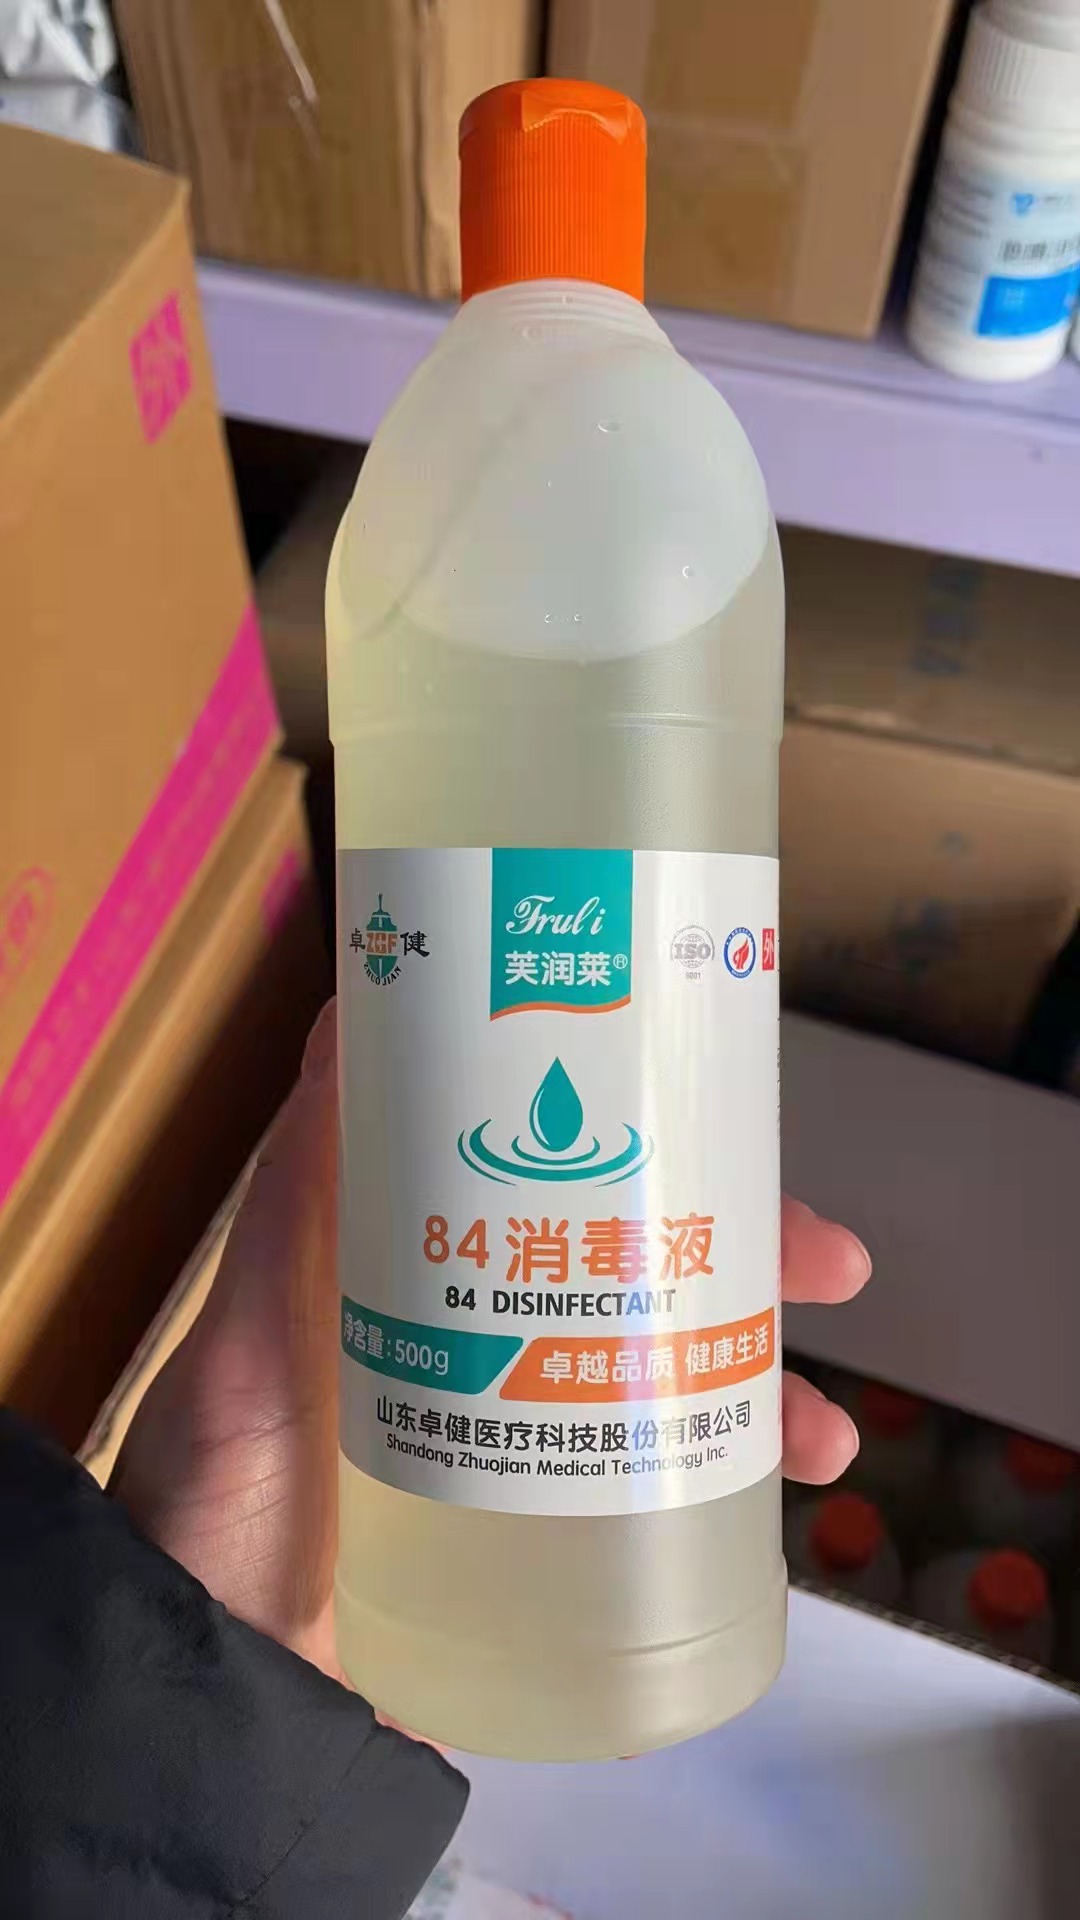 卓ZGF健
ZHUOJIAN
Fruli
芙润莱®
ISO
9001
外
84消毒液
84 DISINFECTANT
净含量:500g
卓越品质 健康生活
山东卓健医疗科技股份有限公司
Shandong Zhuojian Medical Technology Inc.